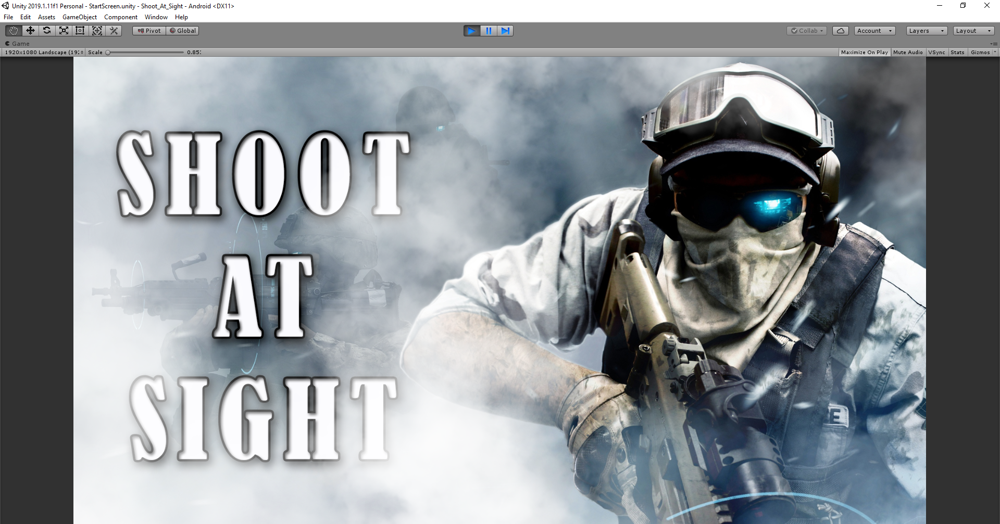 Unity 2019.1.11f1 Personal - StartScreen.unity - Shoot_At_Sight - Android <DX11>
File Edit Assets GameObject Component Window Help
Pivot Global Collab Account Layers Layout
Game
1920x1080 Landscape (19 Scale 0.85 Maximize On Play Mute Audio VSync Stats Gizmos
SHOOT
AT
SIGHT
E